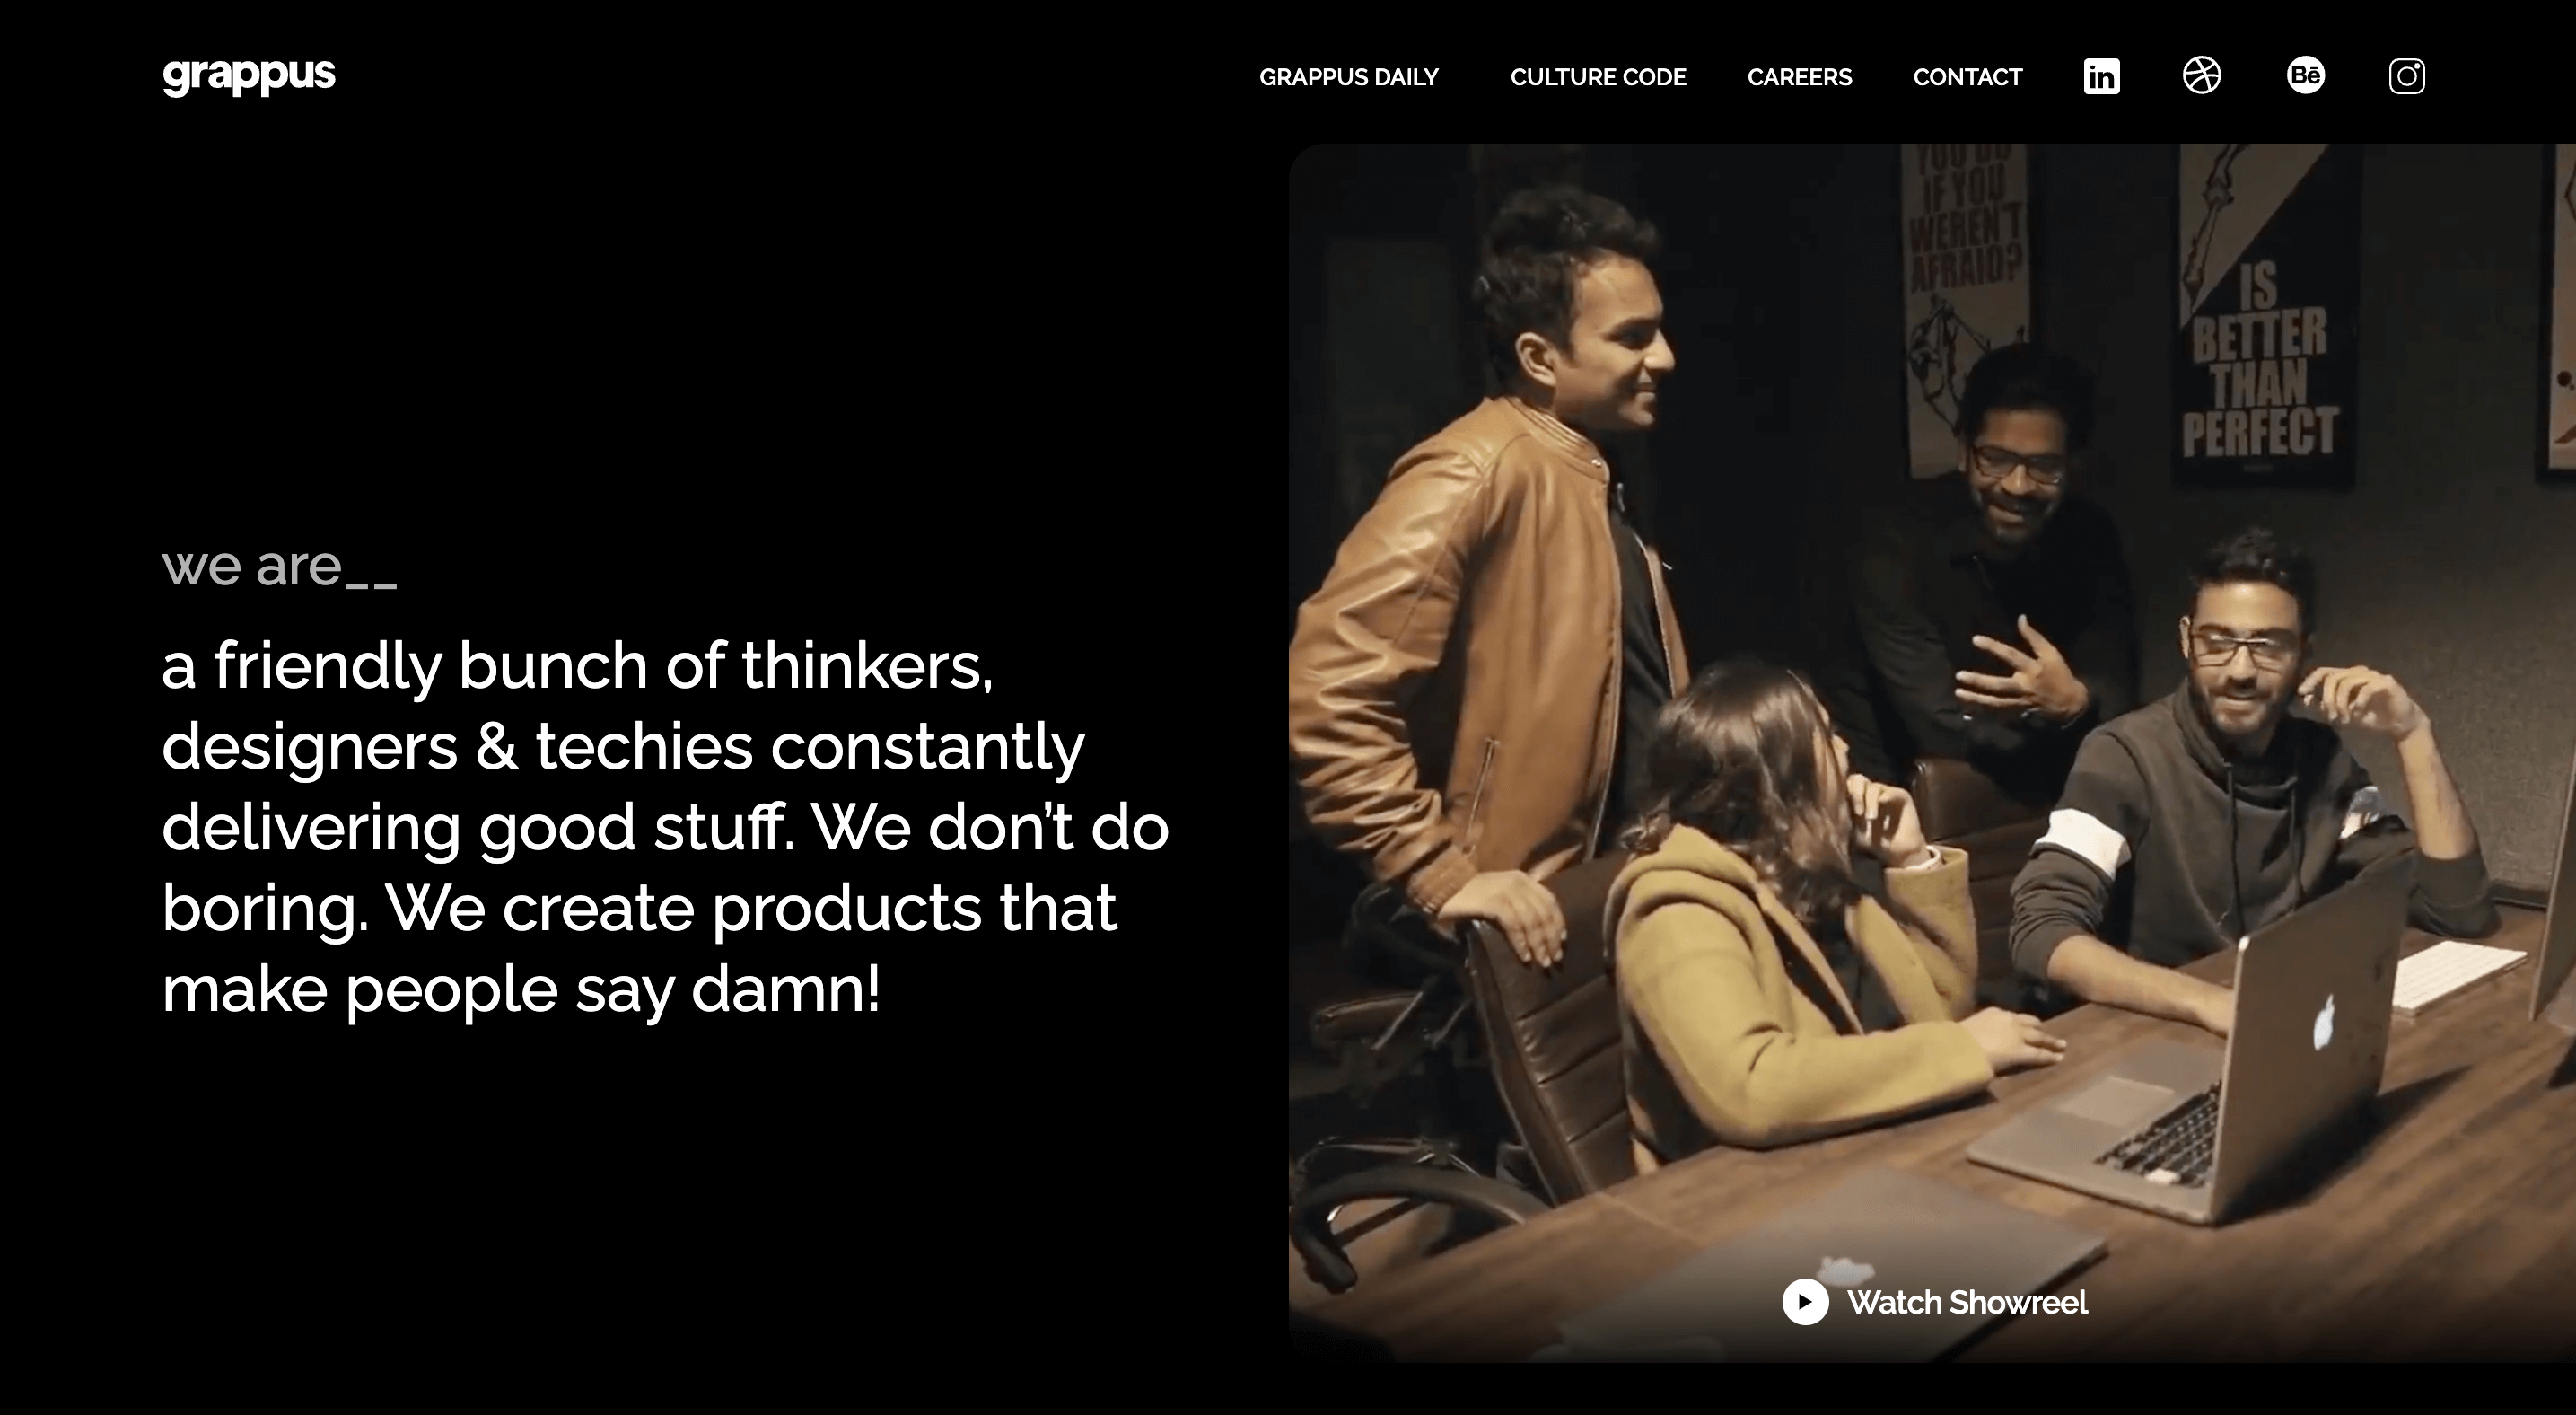 grappus
GRAPPUS DAILY
CULTURE CODE
CAREERS
CONTACT
in
Bē
we are__
a friendly bunch of thinkers,
designers & techies constantly
delivering good stuff. We don’t do
boring. We create products that
make people say damn!
YOU DO
IF YOU
WEREN'T
AFRAID?
IS
BETTER
THAN
PERFECT
Watch Showreel